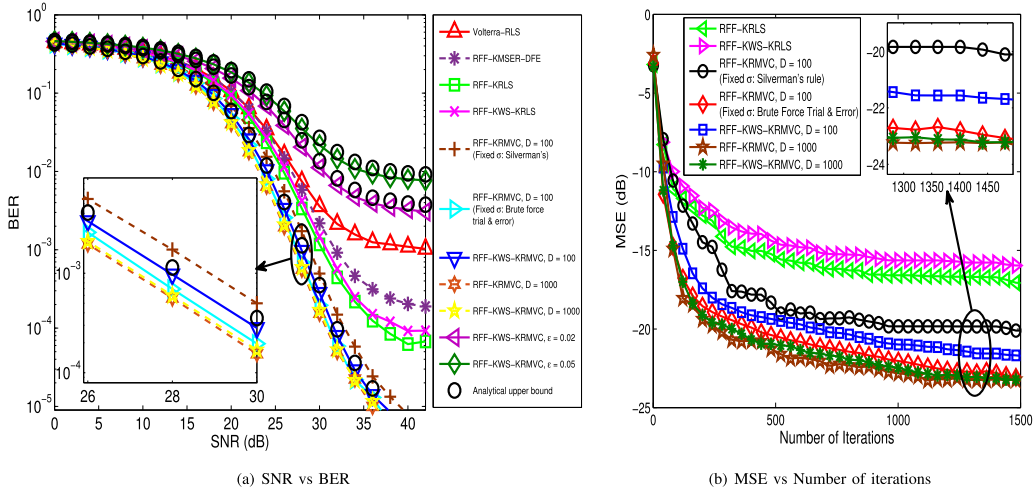 BER
10^0
10^-1
10^-2
10^-3
10^-4
10^-5
0 5 10 15 20 25 30 35 40
SNR (dB)
10^-3
10^-4
26 28 30
Volterra-RLS
RFF-KMSER-DFE
RFF-KRLS
RFF-KWS-KRLS
RFF-KRMVC, D = 100
(Fixed σ: Silverman's)
RFF-KRMVC, D = 100
(Fixed σ: Brute force
trial & error)
RFF-KWS-KRMVC, D = 100
RFF-KRMVC, D = 1000
RFF-KWS-KRMVC, D = 1000
RFF-KWS-KRMVC, ε = 0.02
RFF-KWS-KRMVC, ε = 0.05
Analytical upper bound
(a) SNR vs BER
MSE (dB)
0
-5
-10
-15
-20
-25
0 500 1000 1500
Number of Iterations
RFF-KRLS
RFF-KWS-KRLS
RFF-KRMVC, D = 100
(Fixed σ: Silverman's rule)
RFF-KRMVC, D = 100
(Fixed σ: Brute Force Trial & Error)
RFF-KWS-KRMVC, D = 100
RFF-KRMVC, D = 1000
RFF-KWS-KRMVC, D = 1000
-20
-22
-24
1300 1350 1400 1450
(b) MSE vs Number of iterations